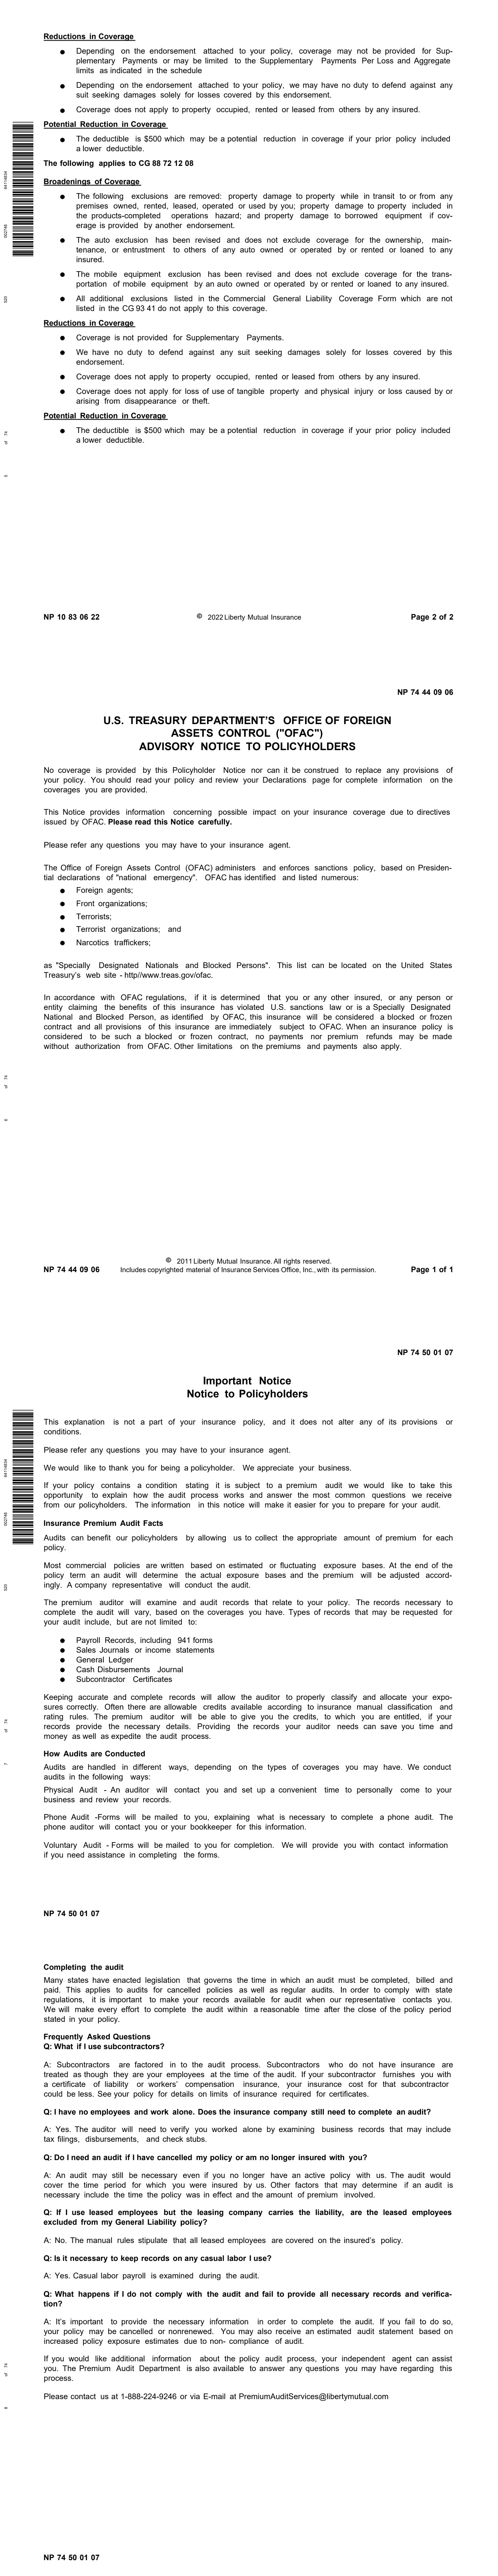 Reductions in Coverage
● Depending on the endorsement attached to your policy, coverage may not be provided for Sup-
plementary Payments or may be limited to the Supplementary Payments Per Loss and Aggregate
limits as indicated in the schedule
● Depending on the endorsement attached to your policy, we may have no duty to defend against any
suit seeking damages solely for losses covered by this endorsement.
● Coverage does not apply to property occupied, rented or leased from others by any insured.
Potential Reduction in Coverage
● The deductible is $500 which may be a potential reduction in coverage if your prior policy included
a lower deductible.
The following applies to CG 88 72 12 08
Broadenings of Coverage
● The following exclusions are removed: property damage to property while in transit to or from any
premises owned, rented, leased, operated or used by you; property damage to property included in
the products-completed operations hazard; and property damage to borrowed equipment if cov-
erage is provided by another endorsement.
● The auto exclusion has been revised and does not exclude coverage for the ownership, main-
tenance, or entrustment to others of any auto owned or operated by or rented or loaned to any
insured.
● The mobile equipment exclusion has been revised and does not exclude coverage for the trans-
portation of mobile equipment by an auto owned or operated by or rented or loaned to any insured.
● All additional exclusions listed in the Commercial General Liability Coverage Form which are not
listed in the CG 93 41 do not apply to this coverage.
Reductions in Coverage
● Coverage is not provided for Supplementary Payments.
● We have no duty to defend against any suit seeking damages solely for losses covered by this
endorsement.
● Coverage does not apply to property occupied, rented or leased from others by any insured.
● Coverage does not apply for loss of use of tangible property and physical injury or loss caused by or
arising from disappearance or theft.
Potential Reduction in Coverage
● The deductible is $500 which may be a potential reduction in coverage if your prior policy included
a lower deductible.
NP 10 83 06 22 © 2022 Liberty Mutual Insurance Page 2 of 2
NP 74 44 09 06
U.S. TREASURY DEPARTMENT'S OFFICE OF FOREIGN
ASSETS CONTROL ("OFAC")
ADVISORY NOTICE TO POLICYHOLDERS
No coverage is provided by this Policyholder Notice nor can it be construed to replace any provisions of
your policy. You should read your policy and review your Declarations page for complete information on the
coverages you are provided.
This Notice provides information concerning possible impact on your insurance coverage due to directives
issued by OFAC. Please read this Notice carefully.
Please refer any questions you may have to your insurance agent.
The Office of Foreign Assets Control (OFAC) administers and enforces sanctions policy, based on Presiden-
tial declarations of "national emergency". OFAC has identified and listed numerous:
● Foreign agents;
● Front organizations;
● Terrorists;
● Terrorist organizations; and
● Narcotics traffickers;
as "Specially Designated Nationals and Blocked Persons". This list can be located on the United States
Treasury's web site - http//www.treas.gov/ofac.
In accordance with OFAC regulations, if it is determined that you or any other insured, or any person or
entity claiming the benefits of this insurance has violated U.S. sanctions law or is a Specially Designated
National and Blocked Person, as identified by OFAC, this insurance will be considered a blocked or frozen
contract and all provisions of this insurance are immediately subject to OFAC. When an insurance policy is
considered to be such a blocked or frozen contract, no payments nor premium refunds may be made
without authorization from OFAC. Other limitations on the premiums and payments also apply.
© 2011 Liberty Mutual Insurance. All rights reserved.
NP 74 44 09 06 Includes copyrighted material of Insurance Services Office, Inc., with its permission. Page 1 of 1
NP 74 50 01 07
Important Notice
Notice to Policyholders
This explanation is not a part of your insurance policy, and it does not alter any of its provisions or
conditions.
Please refer any questions you may have to your insurance agent.
We would like to thank you for being a policyholder. We appreciate your business.
If your policy contains a condition stating it is subject to a premium audit we would like to take this
opportunity to explain how the audit process works and answer the most common questions we receive
from our policyholders. The information in this notice will make it easier for you to prepare for your audit.
Insurance Premium Audit Facts
Audits can benefit our policyholders by allowing us to collect the appropriate amount of premium for each
policy.
Most commercial policies are written based on estimated or fluctuating exposure bases. At the end of the
policy term an audit will determine the actual exposure bases and the premium will be adjusted accord-
ingly. A company representative will conduct the audit.
The premium auditor will examine and audit records that relate to your policy. The records necessary to
complete the audit will vary, based on the coverages you have. Types of records that may be requested for
your audit include, but are not limited to:
● Payroll Records, including 941 forms
● Sales Journals or income statements
● General Ledger
● Cash Disbursements Journal
● Subcontractor Certificates
Keeping accurate and complete records will allow the auditor to properly classify and allocate your expo-
sures correctly. Often there are allowable credits available according to insurance manual classification and
rating rules. The premium auditor will be able to give you the credits, to which you are entitled, if your
records provide the necessary details. Providing the records your auditor needs can save you time and
money as well as expedite the audit process.
How Audits are Conducted
Audits are handled in different ways, depending on the types of coverages you may have. We conduct
audits in the following ways:
Physical Audit - An auditor will contact you and set up a convenient time to personally come to your
business and review your records.
Phone Audit -Forms will be mailed to you, explaining what is necessary to complete a phone audit. The
phone auditor will contact you or your bookkeeper for this information.
Voluntary Audit - Forms will be mailed to you for completion. We will provide you with contact information
if you need assistance in completing the forms.
NP 74 50 01 07
Completing the audit
Many states have enacted legislation that governs the time in which an audit must be completed, billed and
paid. This applies to audits for cancelled policies as well as regular audits. In order to comply with state
regulations, it is important to make your records available for audit when our representative contacts you.
We will make every effort to complete the audit within a reasonable time after the close of the policy period
stated in your policy.
Frequently Asked Questions
Q: What if I use subcontractors?
A: Subcontractors are factored in to the audit process. Subcontractors who do not have insurance are
treated as though they are your employees at the time of the audit. If your subcontractor furnishes you with
a certificate of liability or workers' compensation insurance, your insurance cost for that subcontractor
could be less. See your policy for details on limits of insurance required for certificates.
Q: I have no employees and work alone. Does the insurance company still need to complete an audit?
A: Yes. The auditor will need to verify you worked alone by examining business records that may include
tax filings, disbursements, and check stubs.
Q: Do I need an audit if I have cancelled my policy or am no longer insured with you?
A: An audit may still be necessary even if you no longer have an active policy with us. The audit would
cover the time period for which you were insured by us. Other factors that may determine if an audit is
necessary include the time the policy was in effect and the amount of premium involved.
Q: If I use leased employees but the leasing company carries the liability, are the leased employees
excluded from my General Liability policy?
A: No. The manual rules stipulate that all leased employees are covered on the insured's policy.
Q: Is it necessary to keep records on any casual labor I use?
A: Yes. Casual labor payroll is examined during the audit.
Q: What happens if I do not comply with the audit and fail to provide all necessary records and verifica-
tion?
A: It's important to provide the necessary information in order to complete the audit. If you fail to do so,
your policy may be cancelled or nonrenewed. You may also receive an estimated audit statement based on
increased policy exposure estimates due to non- compliance of audit.
If you would like additional information about the policy audit process, your independent agent can assist
you. The Premium Audit Department is also available to answer any questions you may have regarding this
process.
Please contact us at 1-888-224-9246 or via E-mail at PremiumAuditServices@libertymutual.com
NP 74 50 01 07